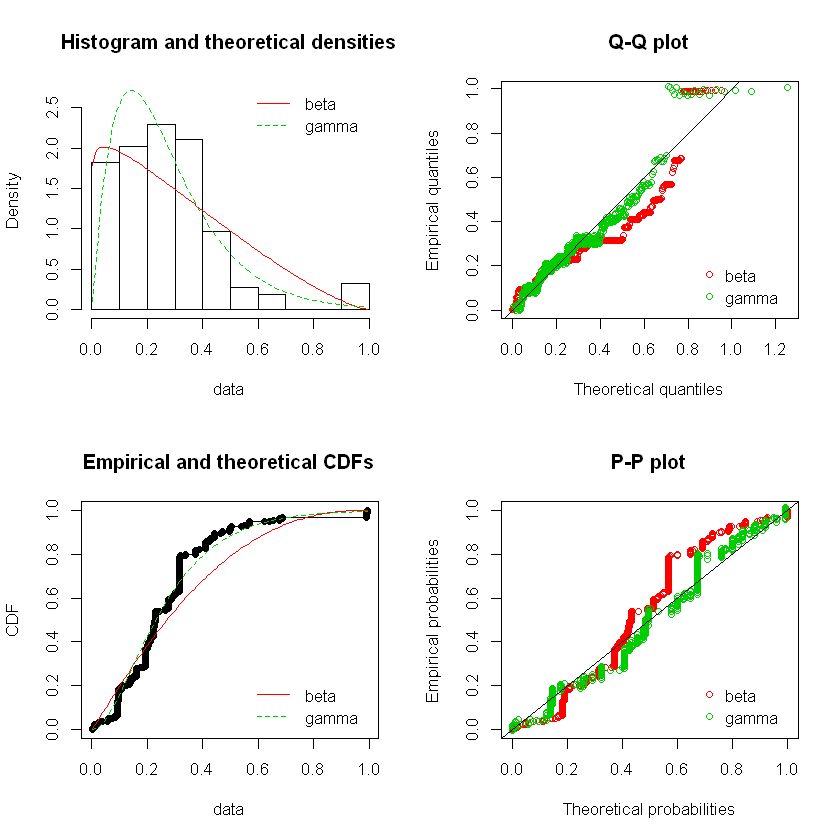 Histogram and theoretical densities
beta
gamma
Density
0.0 0.5 1.0 1.5 2.0 2.5
0.0 0.2 0.4 0.6 0.8 1.0
data
Q-Q plot
Empirical quantiles
0.0 0.2 0.4 0.6 0.8 1.0
beta
gamma
0.0 0.2 0.4 0.6 0.8 1.0 1.2
Theoretical quantiles
Empirical and theoretical CDFs
CDF
0.0 0.2 0.4 0.6 0.8 1.0
beta
gamma
0.0 0.2 0.4 0.6 0.8 1.0
data
P-P plot
Empirical probabilities
0.0 0.2 0.4 0.6 0.8 1.0
beta
gamma
0.0 0.2 0.4 0.6 0.8 1.0
Theoretical probabilities